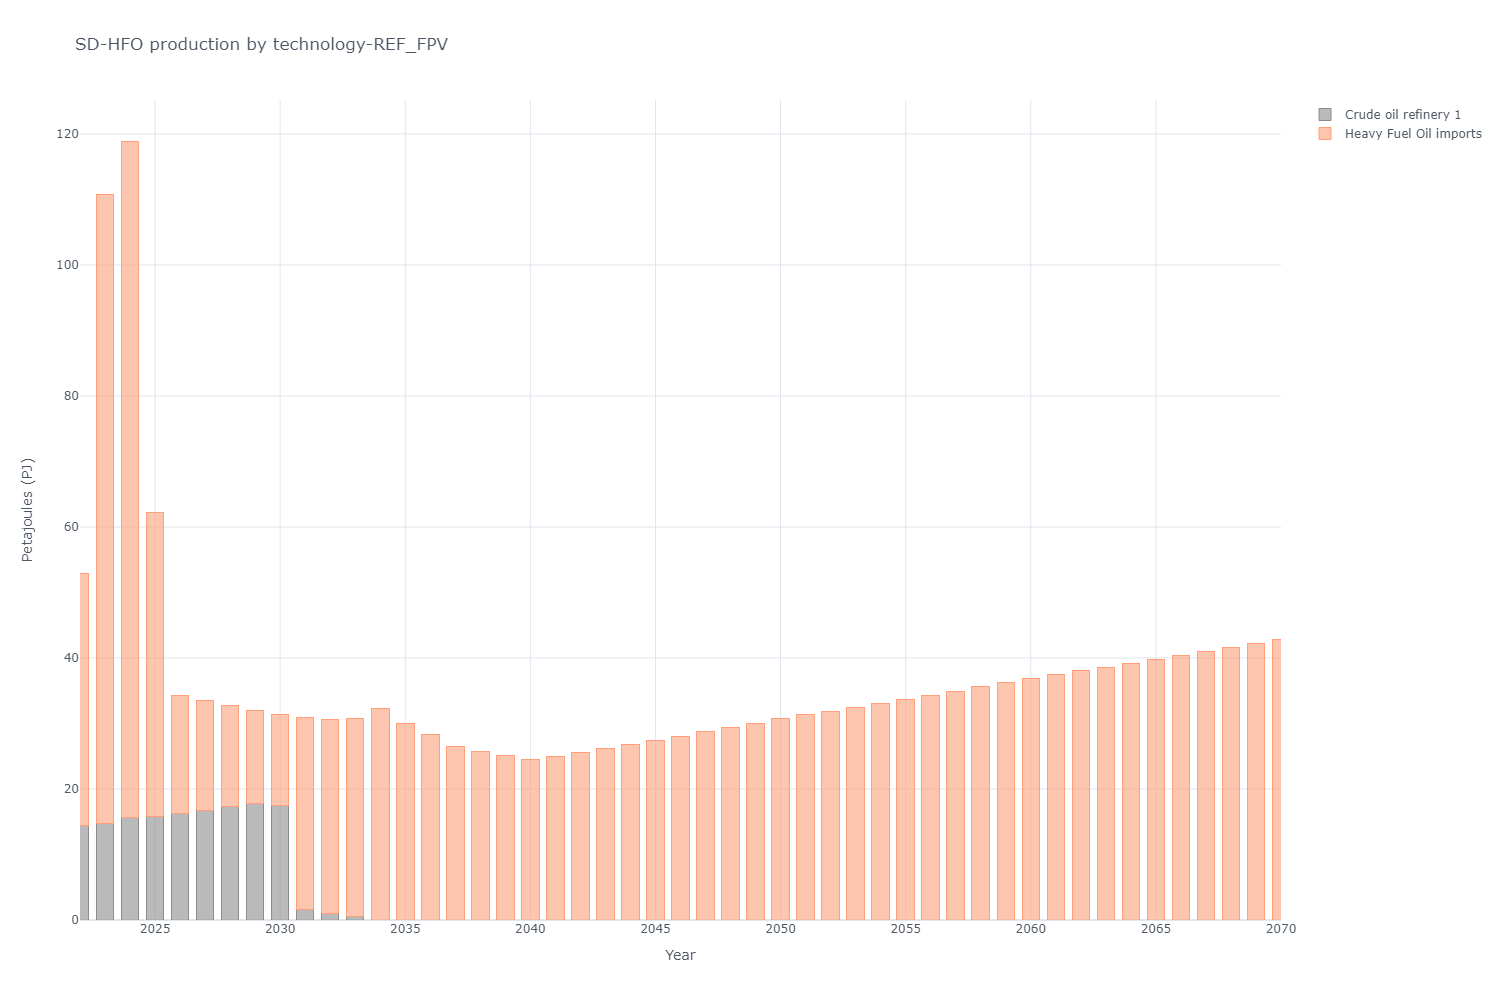 SD-HFO production by technology-REF_FPV
Crude oil refinery 1
Heavy Fuel Oil imports
120
100
80
60
40
20
0
Petajoules (PJ)
2025 2030 2035 2040 2045 2050 2055 2060 2065 2070
Year